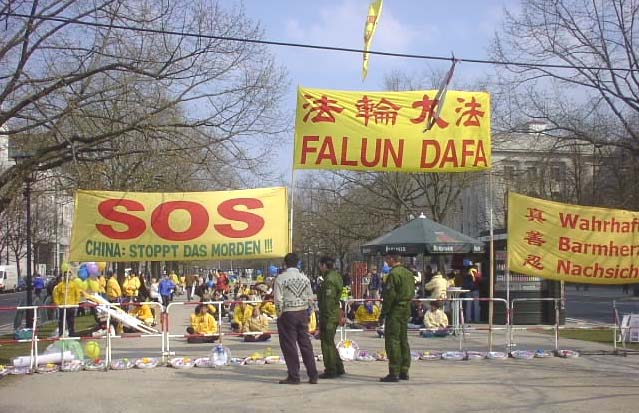 法輪大法
FALUN DAFA
SOS
CHINA: STOPPT DAS MORDEN !!!
真 Wahrhaf
善 Barmher
忍 Nachsich